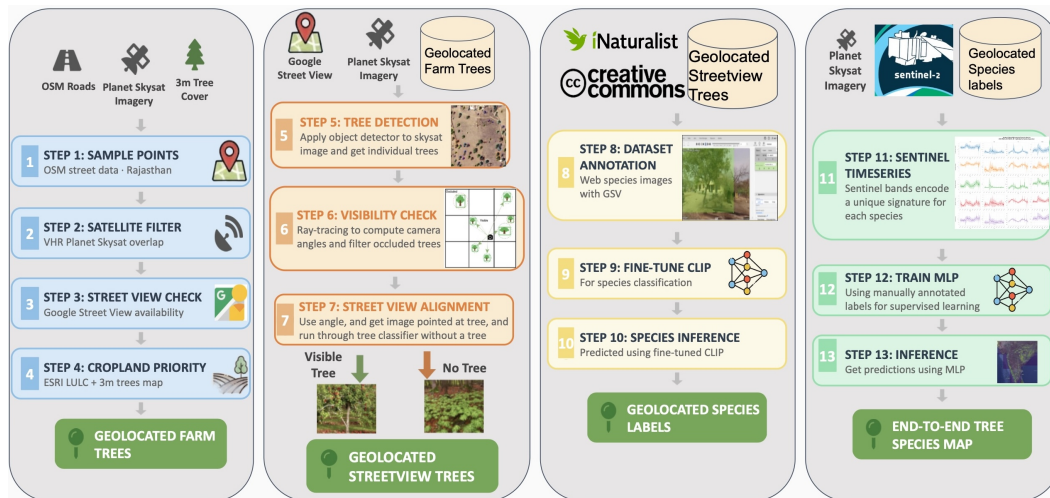 OSM Roads
Planet Skysat
Imagery
3m Tree
Cover
1
STEP 1: SAMPLE POINTS
OSM street data · Rajasthan
2
STEP 2: SATELLITE FILTER
VHR Planet Skysat overlap
3
STEP 3: STREET VIEW CHECK
Google Street View availability
4
STEP 4: CROPLAND PRIORITY
ESRI LULC + 3m trees map
GEOLOCATED FARM
TREES
Google
Street View
Planet Skysat
Imagery
Geolocated
Farm Trees
5
STEP 5: TREE DETECTION
Apply object detector to skysat
image and get individual trees
6
STEP 6: VISIBILITY CHECK
Ray-tracing to compute camera
angles and filter occluded trees
7
STEP 7: STREET VIEW ALIGNMENT
Use angle, and get image pointed at tree, and
run through tree classifier without a tree
Visible
Tree
No Tree
GEOLOCATED
STREETVIEW TREES
iNaturalist
cc creative
commons
Geolocated
Streetview
Trees
8
STEP 8: DATASET
ANNOTATION
Web species images
with GSV
9
STEP 9: FINE-TUNE CLIP
For species classification
10
STEP 10: SPECIES INFERENCE
Predicted using fine-tuned CLIP
GEOLOCATED SPECIES
LABELS
Planet
Skysat
Imagery
sentinel-2
Geolocated
Species
labels
11
STEP 11: SENTINEL
TIMESERIES
Sentinel bands encode
a unique signature for
each species
12
STEP 12: TRAIN MLP
Using manually annotated
labels for supervised learning
13
STEP 13: INFERENCE
Get predictions using MLP
END-TO-END TREE
SPECIES MAP